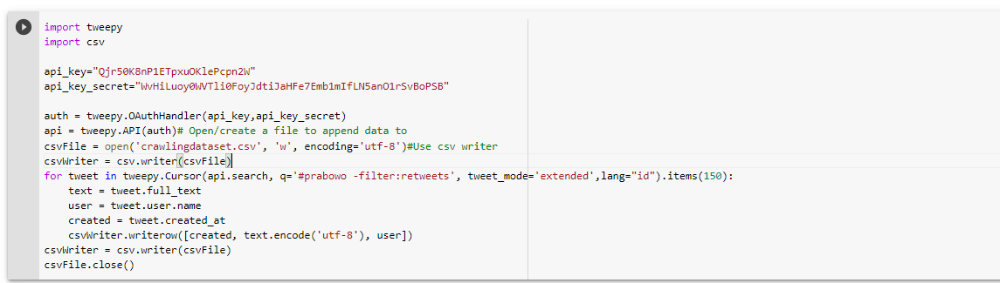 import tweepy
import csv
api_key="Qjr50K8nP1ETpxuOKlePcpn2W"
api_key_secret="WvHiLuoy0WVTli0FoyJdtiJaHFe7Emb1mIfLN5anO1rSvBoPSB"
auth = tweepy.OAuthHandler(api_key,api_key_secret)
api = tweepy.API(auth)# Open/create a file to append data to
csvFile = open('crawlingdataset.csv', 'w', encoding='utf-8')#Use csv writer
csvWriter = csv.writer(csvFile)
for tweet in tweepy.Cursor(api.search, q='#prabowo -filter:retweets', tweet_mode='extended',lang="id").items(150):
    text = tweet.full_text
    user = tweet.user.name
    created = tweet.created_at
    csvWriter.writerow([created, text.encode('utf-8'), user])
csvWriter = csv.writer(csvFile)
csvFile.close()